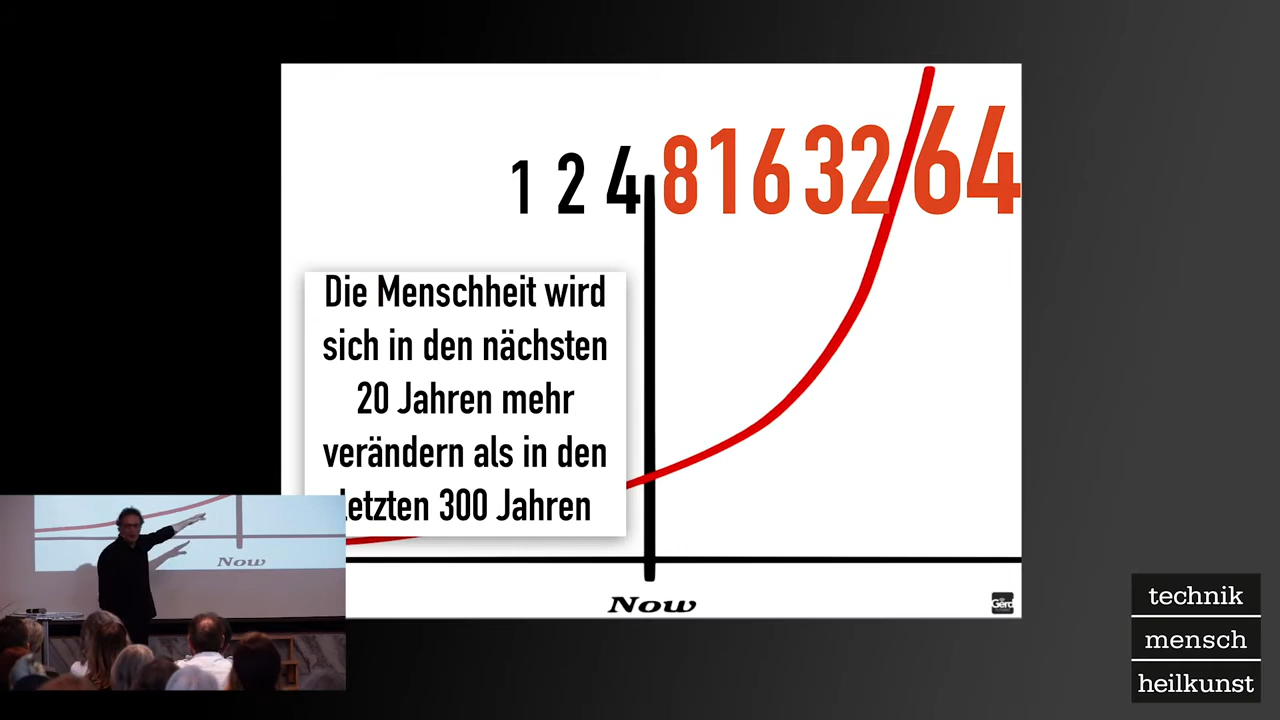 1 2 4 8 16 32 64
Die Menschheit wird
sich in den nächsten
20 Jahren mehr
verändern als in den
letzten 300 Jahren
Now
Now
Gerd
technik
mensch
heilkunst